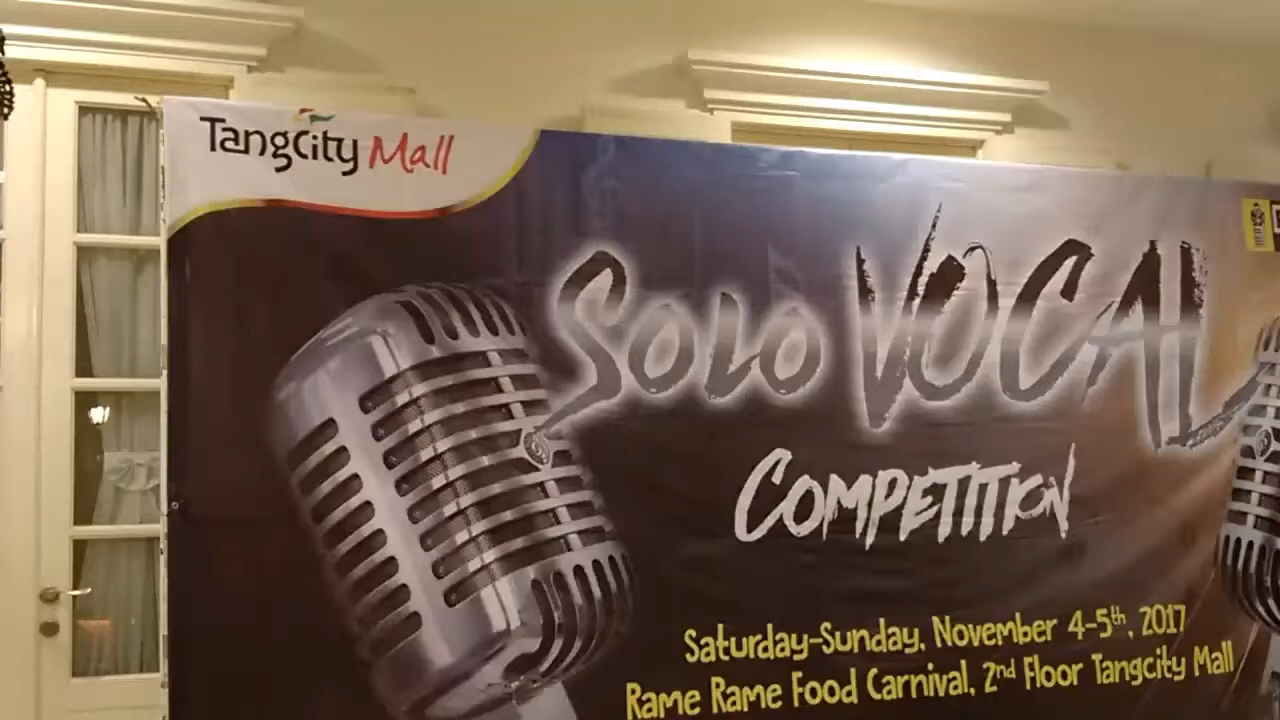 TangCity Mall
SOLO VOCAL
COMPETITION
Saturday-Sunday, November 4-5th, 2017
Rame Rame Food Carnival, 2nd Floor Tangcity Mall